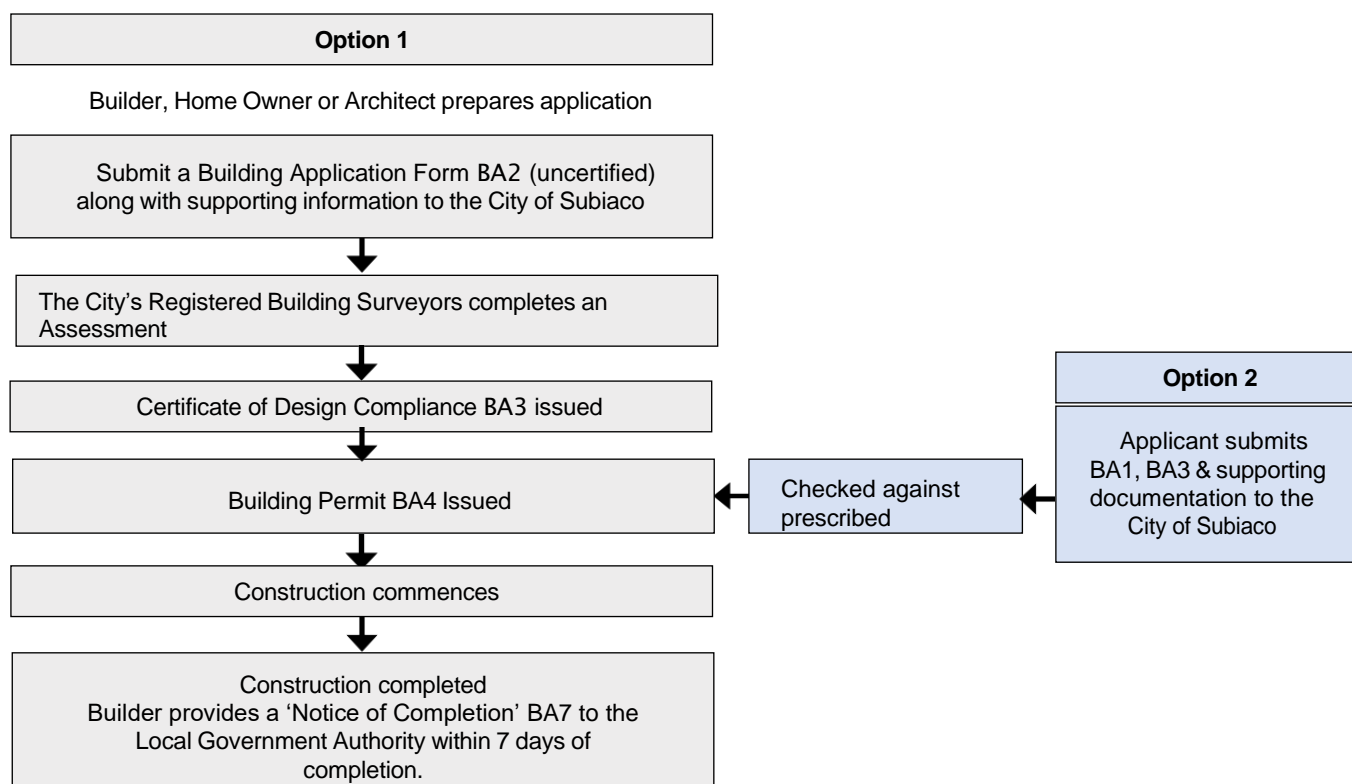 Option 1
Builder, Home Owner or Architect prepares application
Submit a Building Application Form BA2 (uncertified)
along with supporting information to the City of Subiaco
The City’s Registered Building Surveyors completes an
Assessment
Certificate of Design Compliance BA3 issued
Building Permit BA4 Issued
Construction commences
Construction completed
Builder provides a ‘Notice of Completion’ BA7 to the
Local Government Authority within 7 days of
completion.
Option 2
Applicant submits
BA1, BA3 & supporting
documentation to the
City of Subiaco
Checked against
prescribed